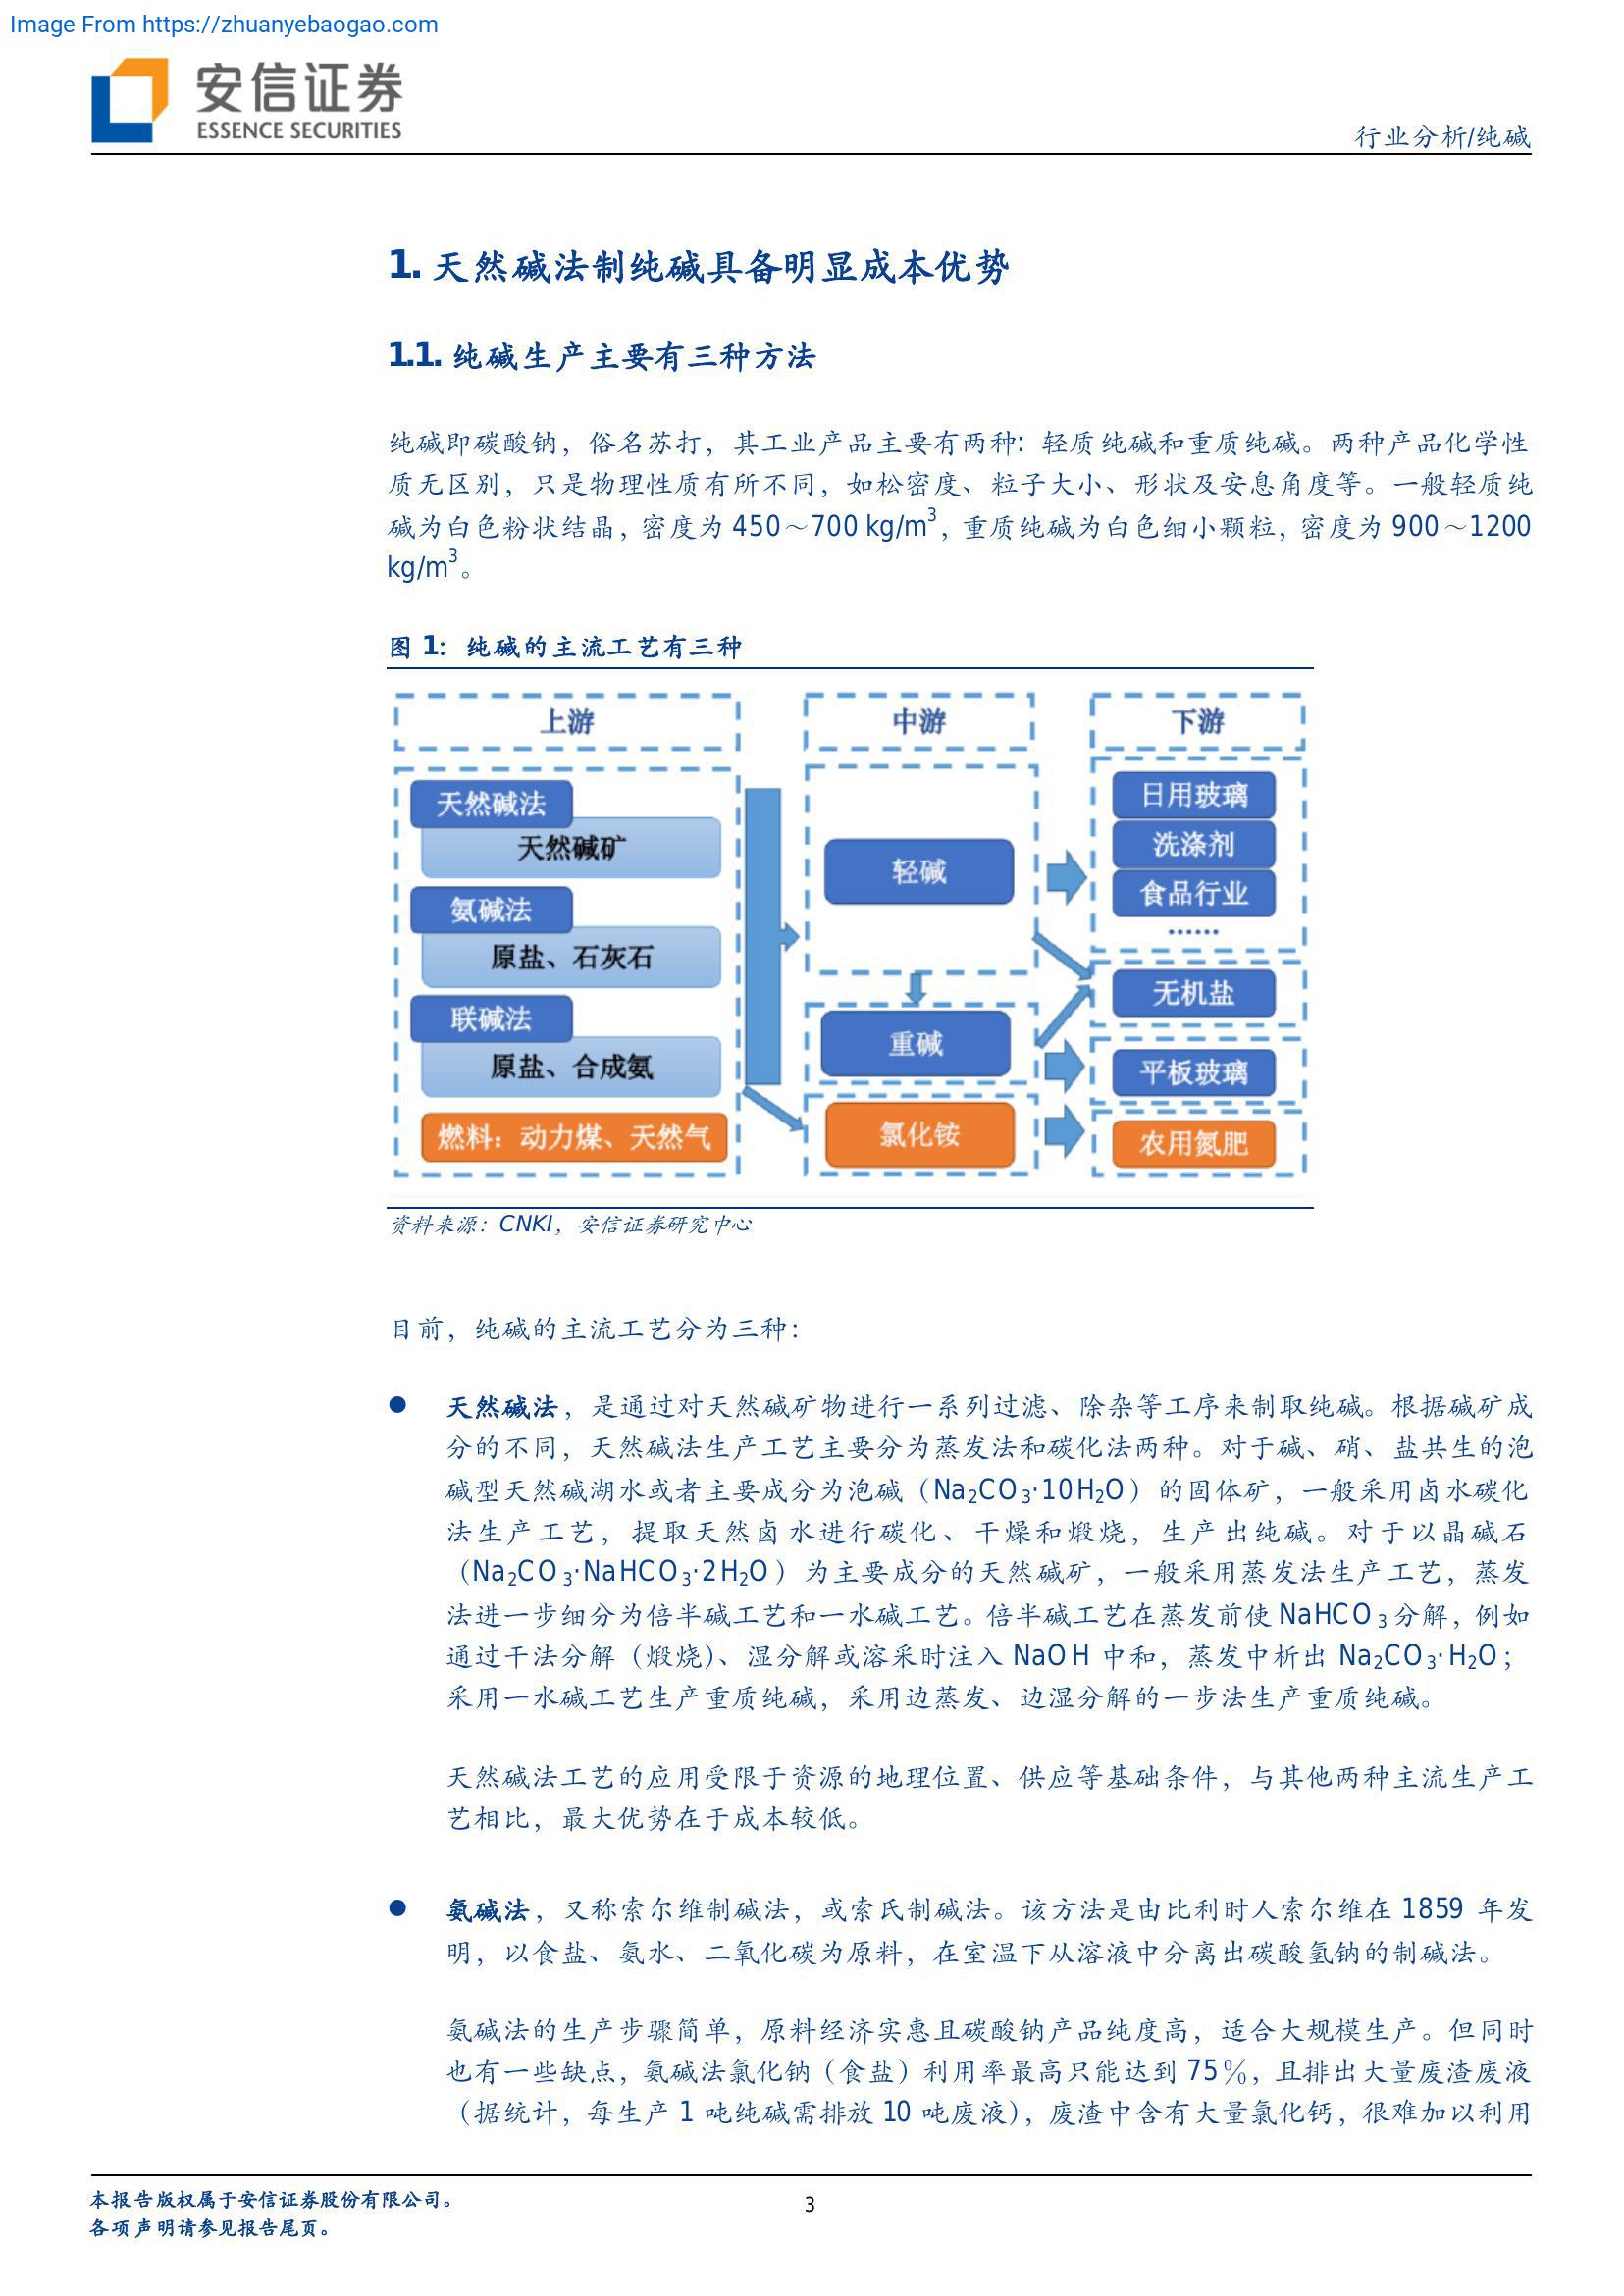 Image From https://zhuanyebaogao.com
安信证券
ESSENCE SECURITIES
行业分析/纯碱
1. 天然碱法制纯碱具备明显成本优势
1.1. 纯碱生产主要有三种方法
纯碱即碳酸钠，俗名苏打，其工业产品主要有两种：轻质纯碱和重质纯碱。两种产品化学性
质无区别，只是物理性质有所不同，如松密度、粒子大小、形状及安息角度等。一般轻质纯
碱为白色粉状结晶，密度为 450～700 kg/m³，重质纯碱为白色细小颗粒，密度为 900～1200
kg/m³。
图 1：纯碱的主流工艺有三种
上游
天然碱法
天然碱矿
氨碱法
原盐、石灰石
联碱法
原盐、合成氨
燃料：动力煤、天然气
中游
轻碱
重碱
氯化铵
下游
日用玻璃
洗涤剂
食品行业
……
无机盐
平板玻璃
农用氮肥
资料来源：CNKI，安信证券研究中心
目前，纯碱的主流工艺分为三种：
● 天然碱法，是通过对天然碱矿物进行一系列过滤、除杂等工序来制取纯碱。根据碱矿成
分的不同，天然碱法生产工艺主要分为蒸发法和碳化法两种。对于碱、硝、盐共生的泡
碱型天然碱湖水或者主要成分为泡碱（Na₂CO₃·10H₂O）的固体矿，一般采用卤水碳化
法生产工艺，提取天然卤水进行碳化、干燥和煅烧，生产出纯碱。对于以晶碱石
（Na₂CO₃·NaHCO₃·2H₂O）为主要成分的天然碱矿，一般采用蒸发法生产工艺，蒸发
法进一步细分为倍半碱工艺和一水碱工艺。倍半碱工艺在蒸发前使 NaHCO₃ 分解，例如
通过干法分解（煅烧）、湿分解或溶采时注入 NaOH 中和，蒸发中析出 Na₂CO₃·H₂O；
采用一水碱工艺生产重质纯碱，采用边蒸发、边湿分解的一步法生产重质纯碱。
天然碱法工艺的应用受限于资源的地理位置、供应等基础条件，与其他两种主流生产工
艺相比，最大优势在于成本较低。
● 氨碱法，又称索尔维制碱法，或索氏制碱法。该方法是由比利时人索尔维在 1859 年发
明，以食盐、氨水、二氧化碳为原料，在室温下从溶液中分离出碳酸氢钠的制碱法。
氨碱法的生产步骤简单，原料经济实惠且碳酸钠产品纯度高，适合大规模生产。但同时
也有一些缺点，氨碱法氯化钠（食盐）利用率最高只能达到 75%，且排出大量废渣废液
（据统计，每生产 1 吨纯碱需排放 10 吨废液），废渣中含有大量氯化钙，很难加以利用
本报告版权属于安信证券股份有限公司。
3
各项声明请参见报告尾页。